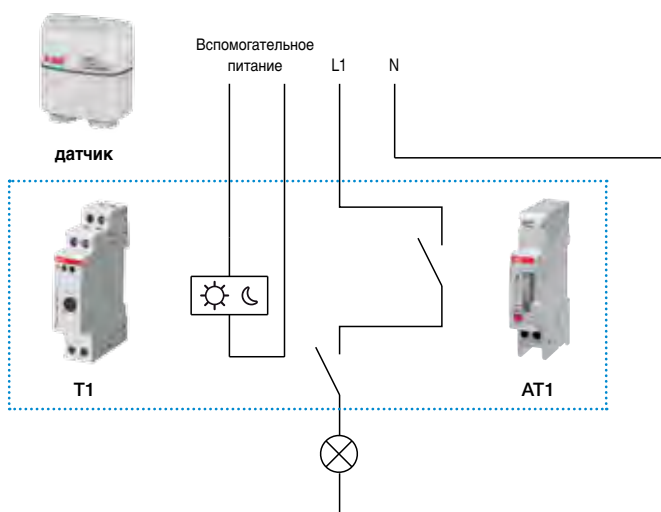 Вспомогательное
питание
L1
N
датчик
T1
AT1